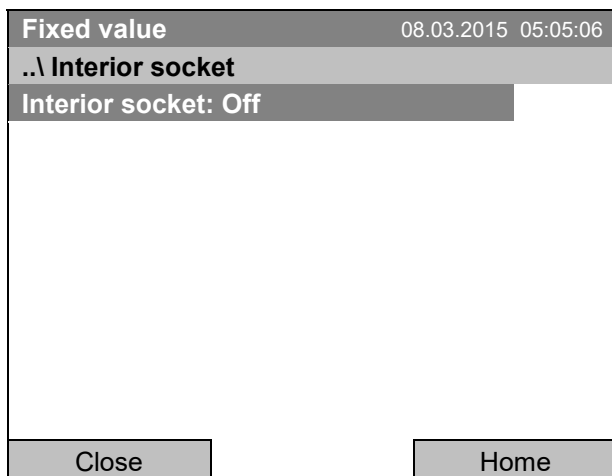 Fixed value 08.03.2015 05:05:06
..\ Interior socket
Interior socket: Off
Close Home